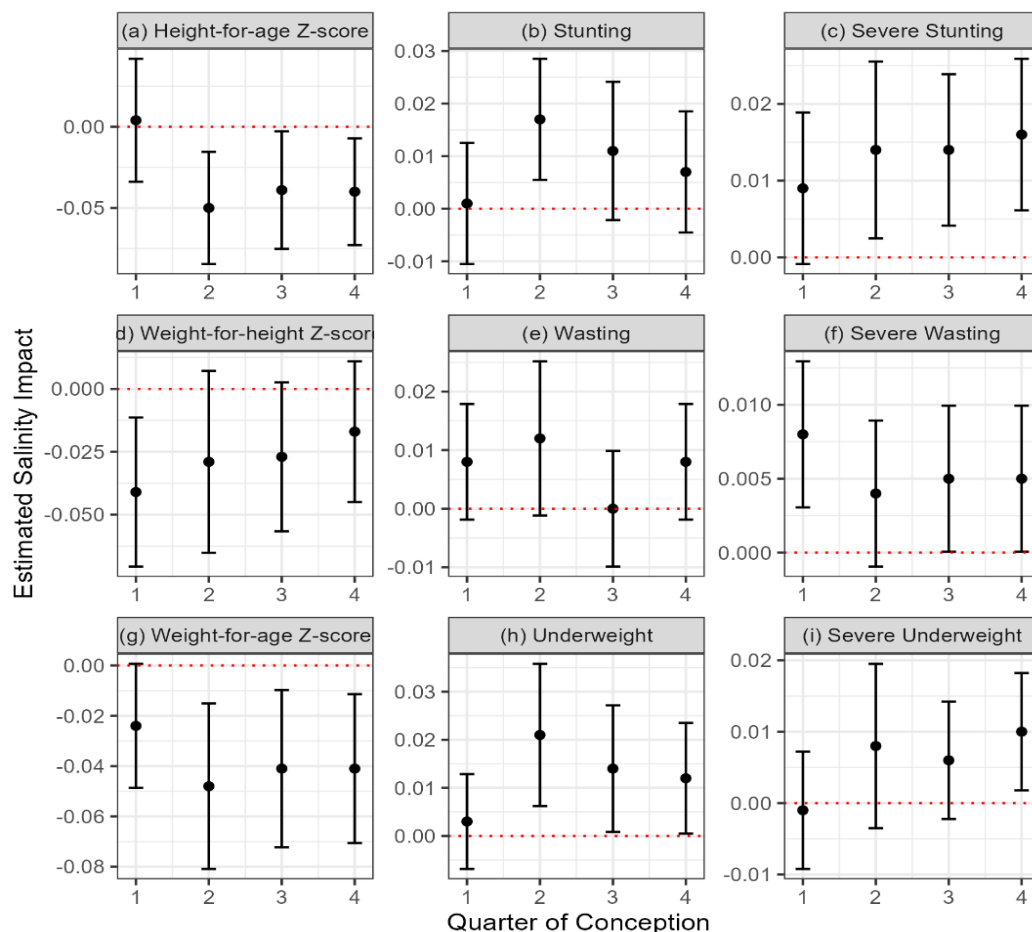 (a) Height-for-age Z-score
(b) Stunting
(c) Severe Stunting
0.00
-0.05
1 2 3 4
0.03
0.02
0.01
0.00
-0.01
1 2 3 4
0.02
0.01
0.00
1 2 3 4
d) Weight-for-height Z-score
(e) Wasting
(f) Severe Wasting
0.000
-0.025
-0.050
1 2 3 4
0.02
0.01
0.00
-0.01
1 2 3 4
0.010
0.005
0.000
1 2 3 4
(g) Weight-for-age Z-score
(h) Underweight
(i) Severe Underweight
0.00
-0.02
-0.04
-0.06
-0.08
1 2 3 4
0.03
0.02
0.01
0.00
1 2 3 4
0.02
0.01
0.00
-0.01
1 2 3 4
Estimated Salinity Impact
Quarter of Conception